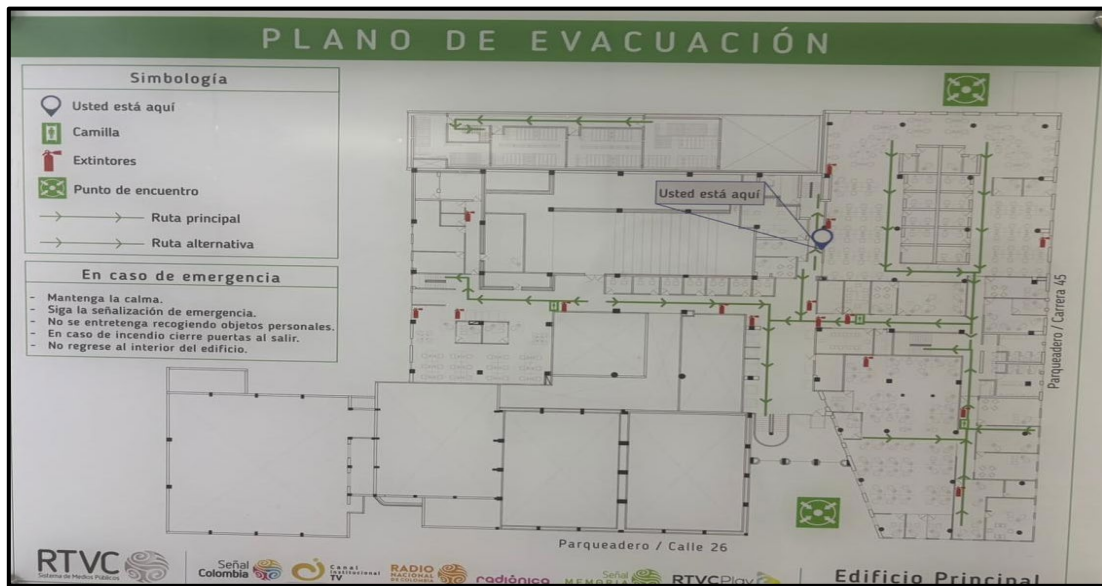 PLANO DE EVACUACIÓN
Simbología
Usted está aquí
Camilla
Extintores
Punto de encuentro
Ruta principal
Ruta alternativa
En caso de emergencia
- Mantenga la calma.
- Siga la señalización de emergencia.
- No se entretenga recogiendo objetos personales.
- En caso de incendio cierre puertas al salir.
- No regrese al interior del edificio.
Usted está aquí
Parqueadero / Carrera 45
Parqueadero / Calle 26
RTVC
Sistema de Medios Públicos
Señal
Colombia
Canal
Institucional
TV
RADIO
NACIONAL
DE COLOMBIA
radiónica
Señal
MEMORIA
RTVCPlay
Edificio Principal